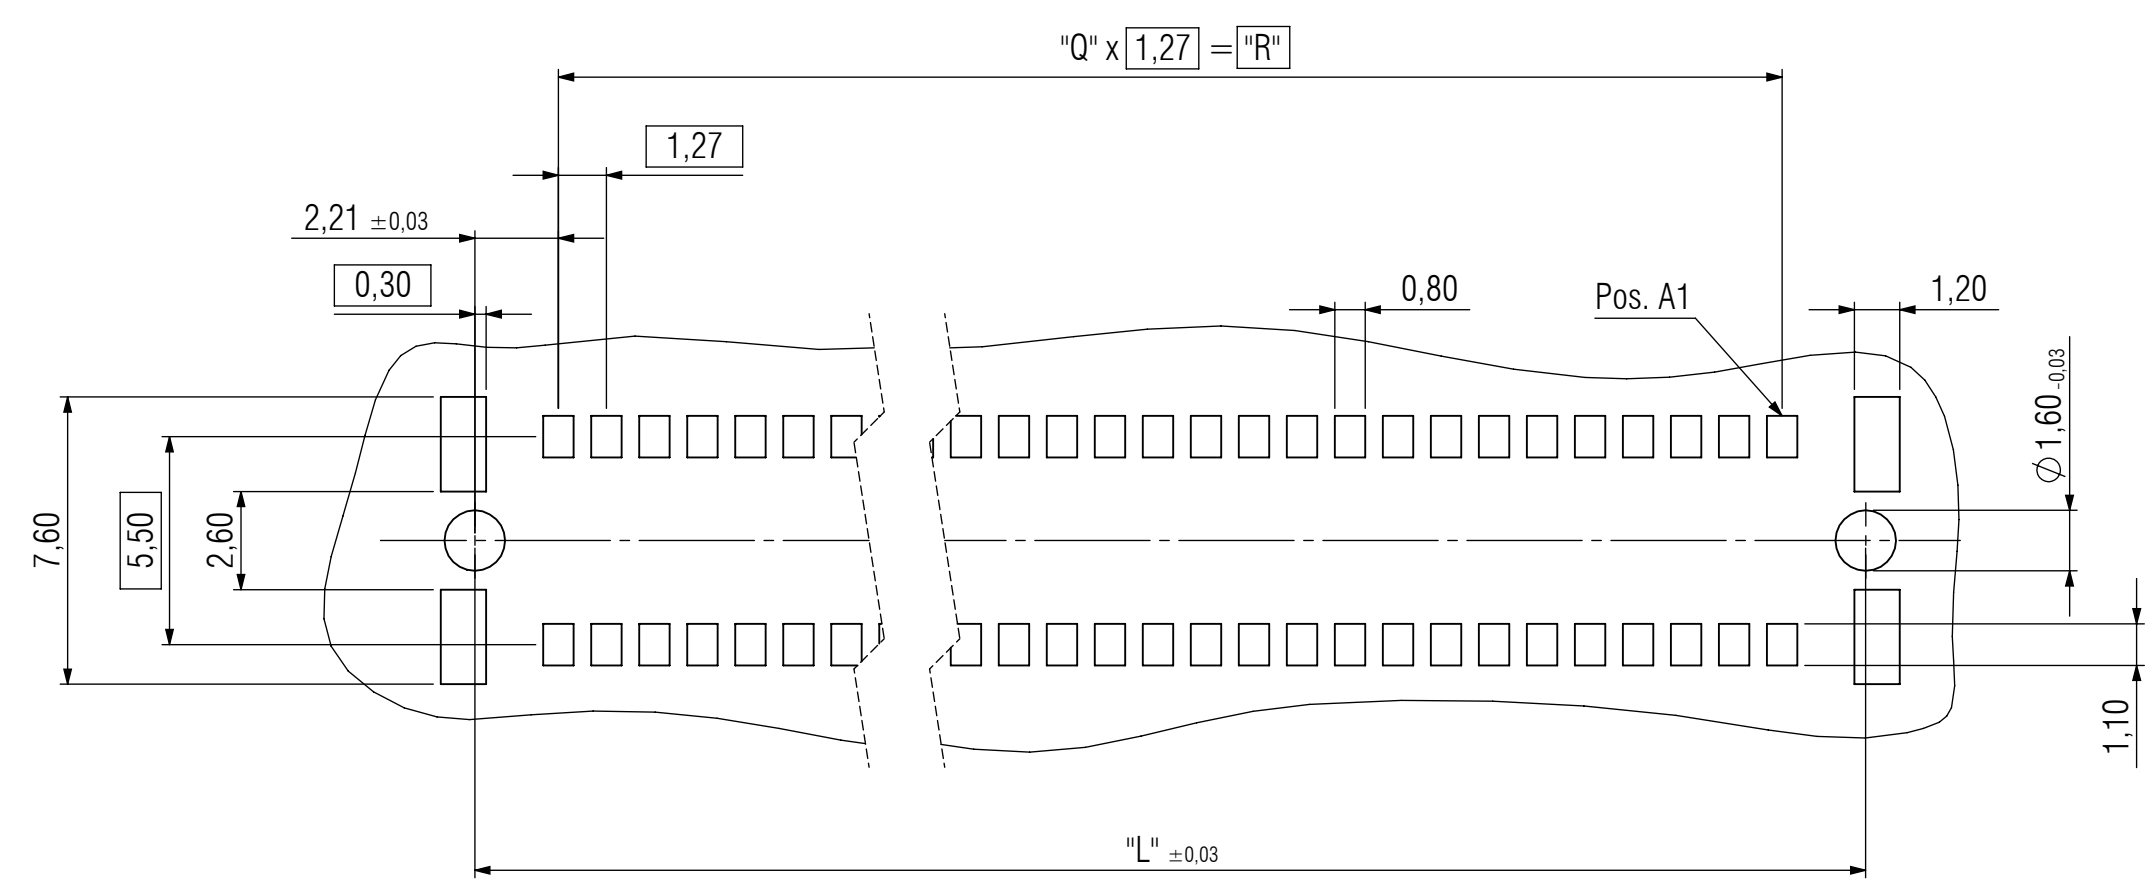 "Q" x 1,27 = "R"
1,27
2,21 ±0,03
0,30
0,80
Pos. A1
1,20
Ø 1,60 -0,03
7,60
5,50
2,60
1,10
"L" ±0,03